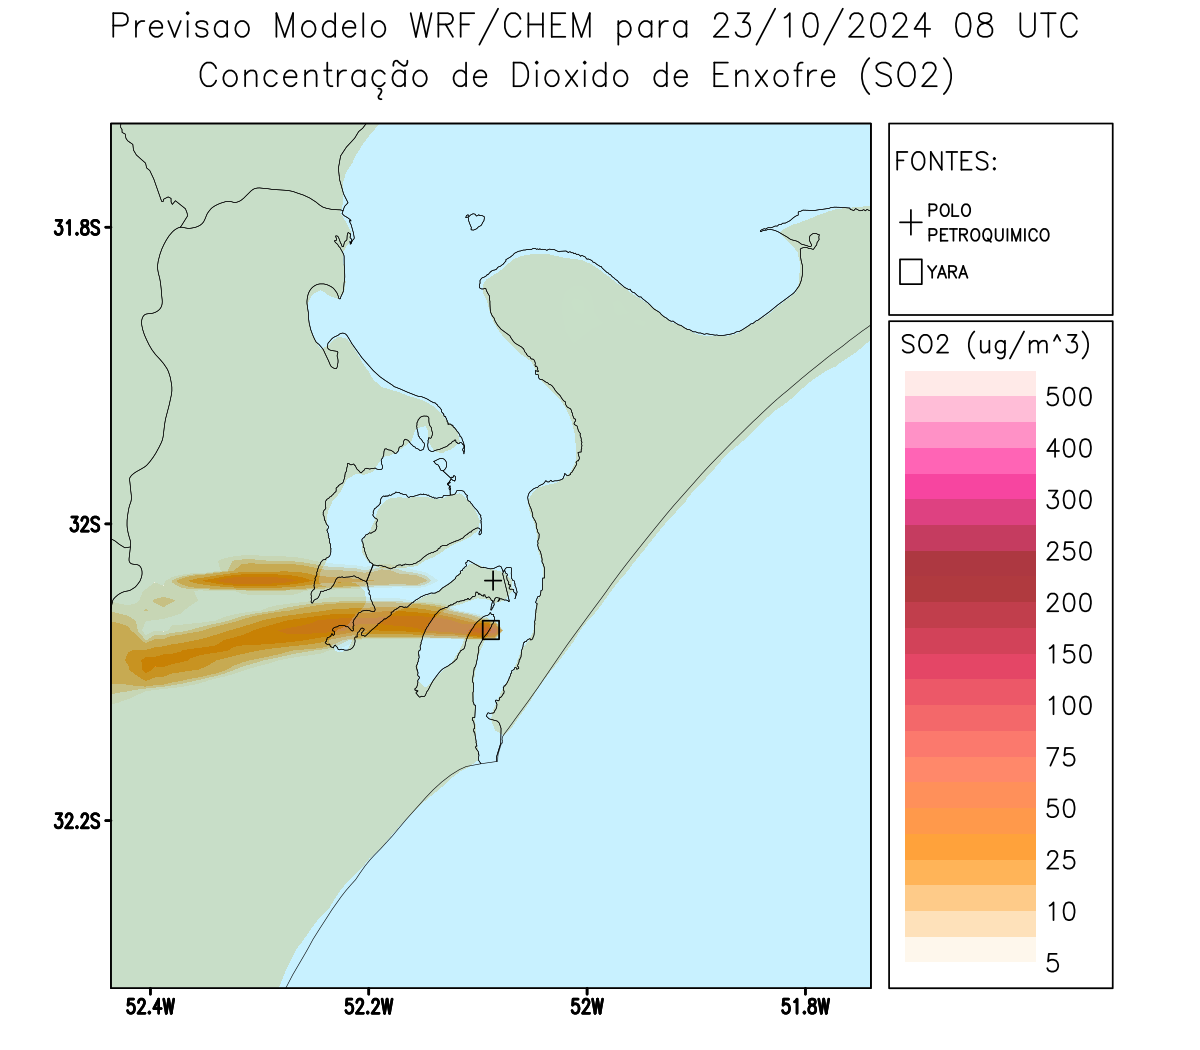 Previsao Modelo WRF/CHEM para 23/10/2024 08 UTC
Concentração de Dioxido de Enxofre (SO2)
FONTES:
POLO
PETROQUIMICO
YARA
SO2 (ug/m^3)
500
400
300
250
200
150
100
75
50
25
10
5
31.8S
32S
32.2S
52.4W
52.2W
52W
51.8W